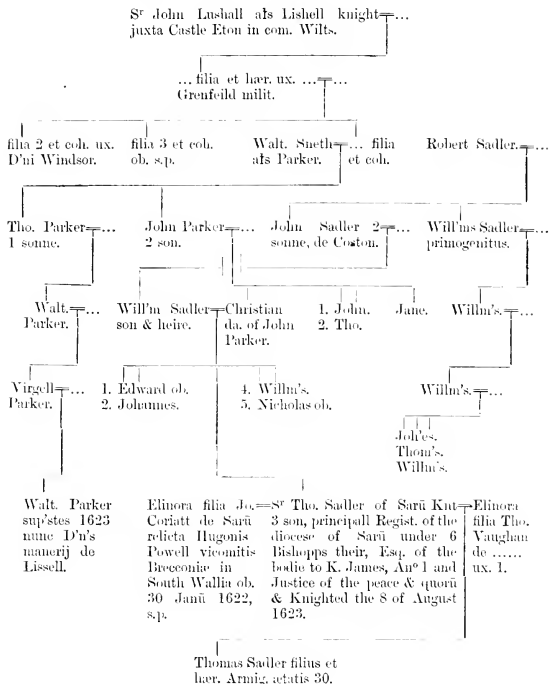 Sʳ John Lushall als Lishell knight=...
juxta Castle Eton in com. Wilts.
... filia et hær. ux. ...=...
Grenfeild milit.
filia 2 et coh. ux.
D'ni Windsor.
filia 3 et coh.
ob. s.p.
Walt. Sneth=... filia
als Parker. et coh.
Robert Sadler.=...
Tho. Parker=...
1 sonne.
John Parker=...
2 son.
John Sadler 2=...
sonne, de Coston.
Will'ms Sadler=...
primogenitus.
Walt.=...
Parker.
Will'm Sadler=Christian
son & heire. da. of John
Parker.
1. John.
2. Tho.
Jane.
Willm's.=...
Virgell=...
Parker.
1. Edward ob.
2. Johannes.
4. Willm's.
5. Nicholas ob.
Willm's.=...
Joh'es.
Thom's.
Willm's.
Walt. Parker
sup'stes 1623
nunc D'n's
manerij de
Lissell.
Elinora filia Jo.=
Coriatt de Sarū
relicta Hugonis
Powell vicomitis
Brecconiæ in
South Wallia ob.
30 Janū 1622,
s.p.
Sʳ Tho. Sadler of Sarū Knt=
3 son, principall Regist. of the
diocese of Sarū under 6
Bishopps their, Esq. of the
bodie to K. James, Anº 1 and
Justice of the peace & quorū
& Knighted the 8 of August
1623.
Elinora
filia Tho.
Vaughan
de ......
ux. 1.
Thomas Sadler filius et
hær. Armig. ætatis 30.